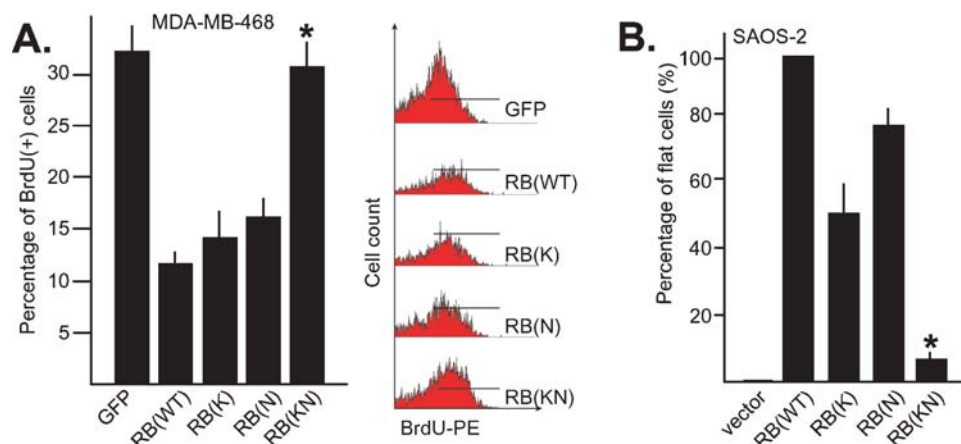 A.
MDA-MB-468
Percentage of BrdU(+) cells
30
25
20
15
10
5
*
GFP
RB(WT)
RB(K)
RB(N)
RB(KN)
Cell count
GFP
RB(WT)
RB(K)
RB(N)
RB(KN)
BrdU-PE
B.
SAOS-2
Percentage of flat cells (%)
100
80
60
40
20
*
vector
RB(WT)
RB(K)
RB(N)
RB(KN)